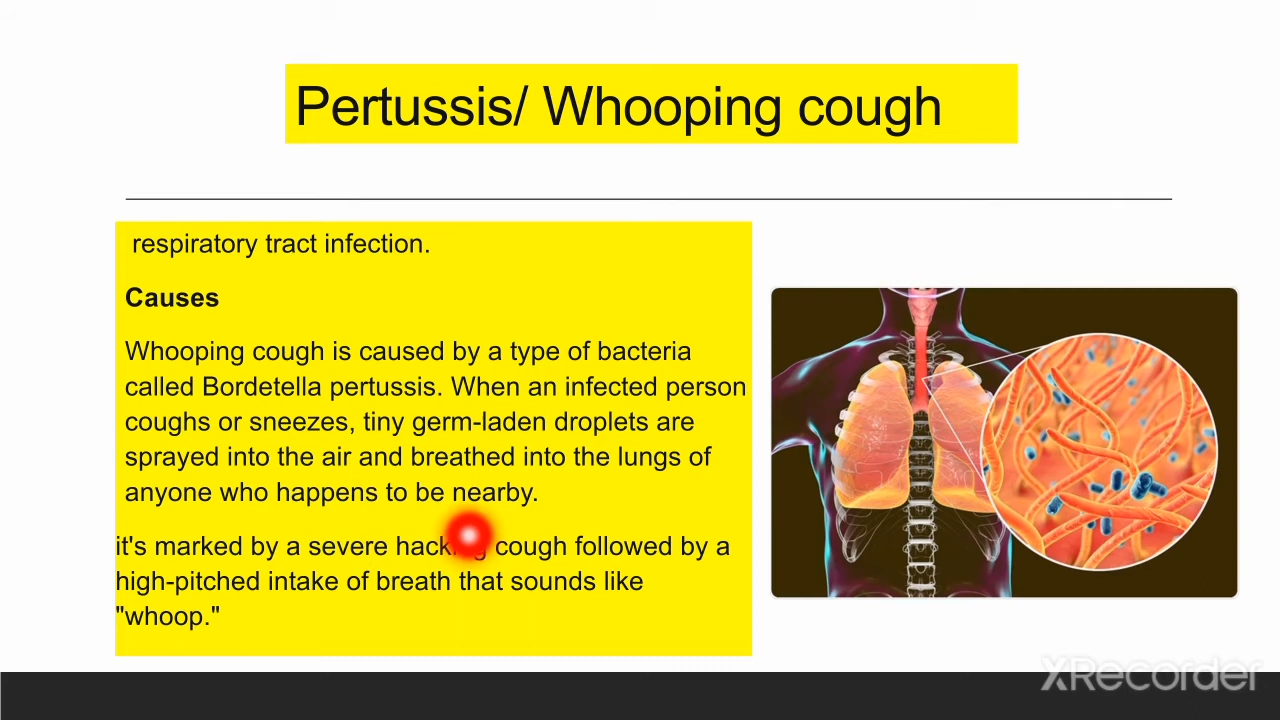 Pertussis/ Whooping cough
respiratory tract infection.
Causes
Whooping cough is caused by a type of bacteria
called Bordetella pertussis. When an infected person
coughs or sneezes, tiny germ-laden droplets are
sprayed into the air and breathed into the lungs of
anyone who happens to be nearby.
it's marked by a severe hacking cough followed by a
high-pitched intake of breath that sounds like
"whoop."
XRecorder